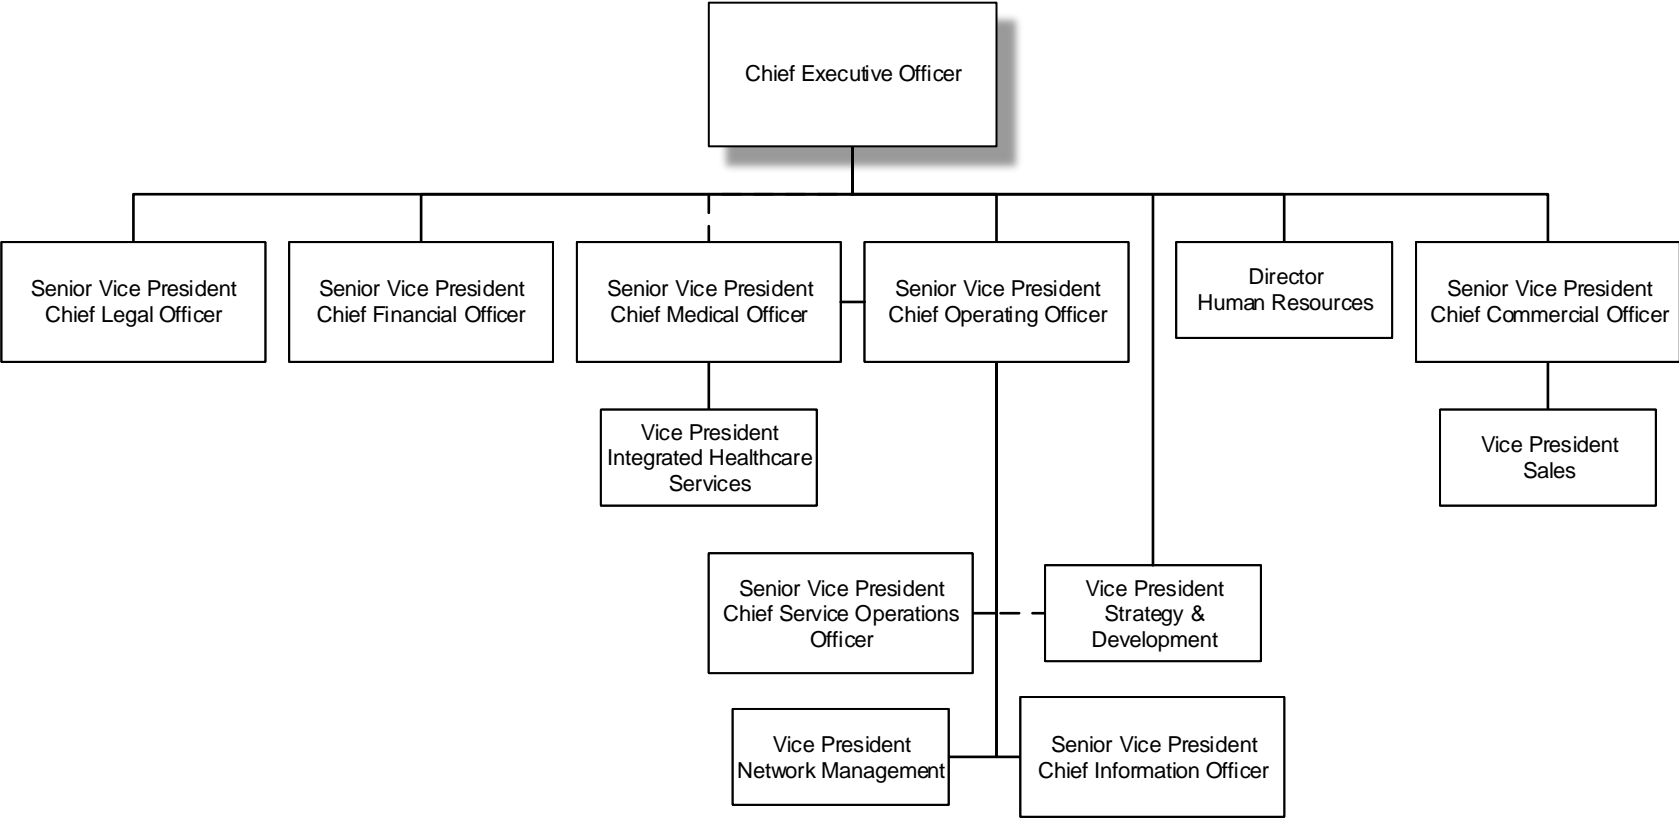 Chief Executive Officer
Senior Vice President
Chief Legal Officer
Senior Vice President
Chief Financial Officer
Senior Vice President
Chief Medical Officer
Senior Vice President
Chief Operating Officer
Director
Human Resources
Senior Vice President
Chief Commercial Officer
Vice President
Integrated Healthcare
Services
Vice President
Sales
Senior Vice President
Chief Service Operations
Officer
Vice President
Strategy &
Development
Vice President
Network Management
Senior Vice President
Chief Information Officer